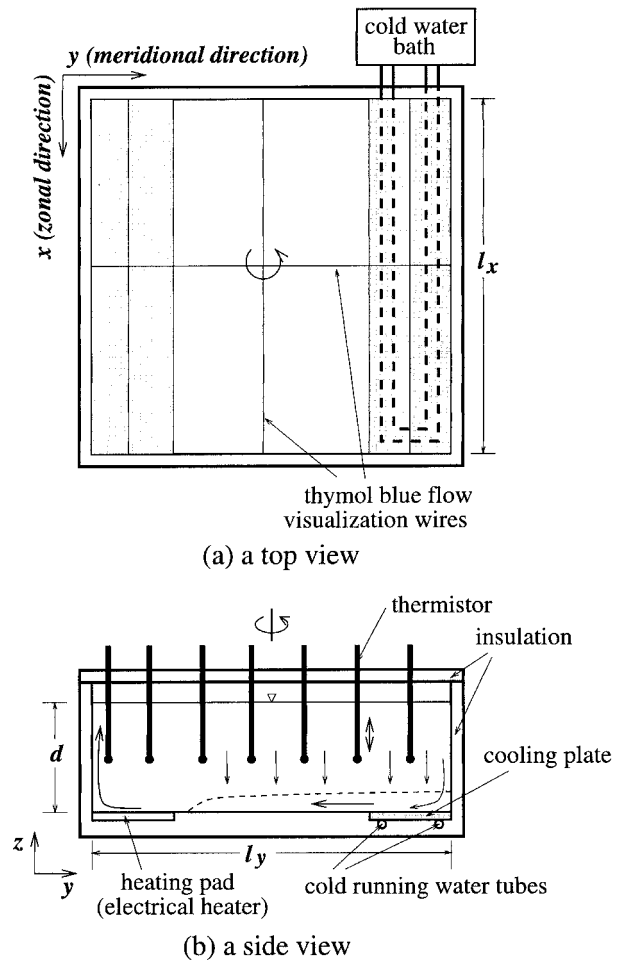 cold water
bath
y (meridional direction)
x (zonal direction)
l_x
thymol blue flow
visualization wires
(a) a top view
thermistor
insulation
d
cooling plate
z
y
l_y
heating pad
(electrical heater)
cold running water tubes
(b) a side view